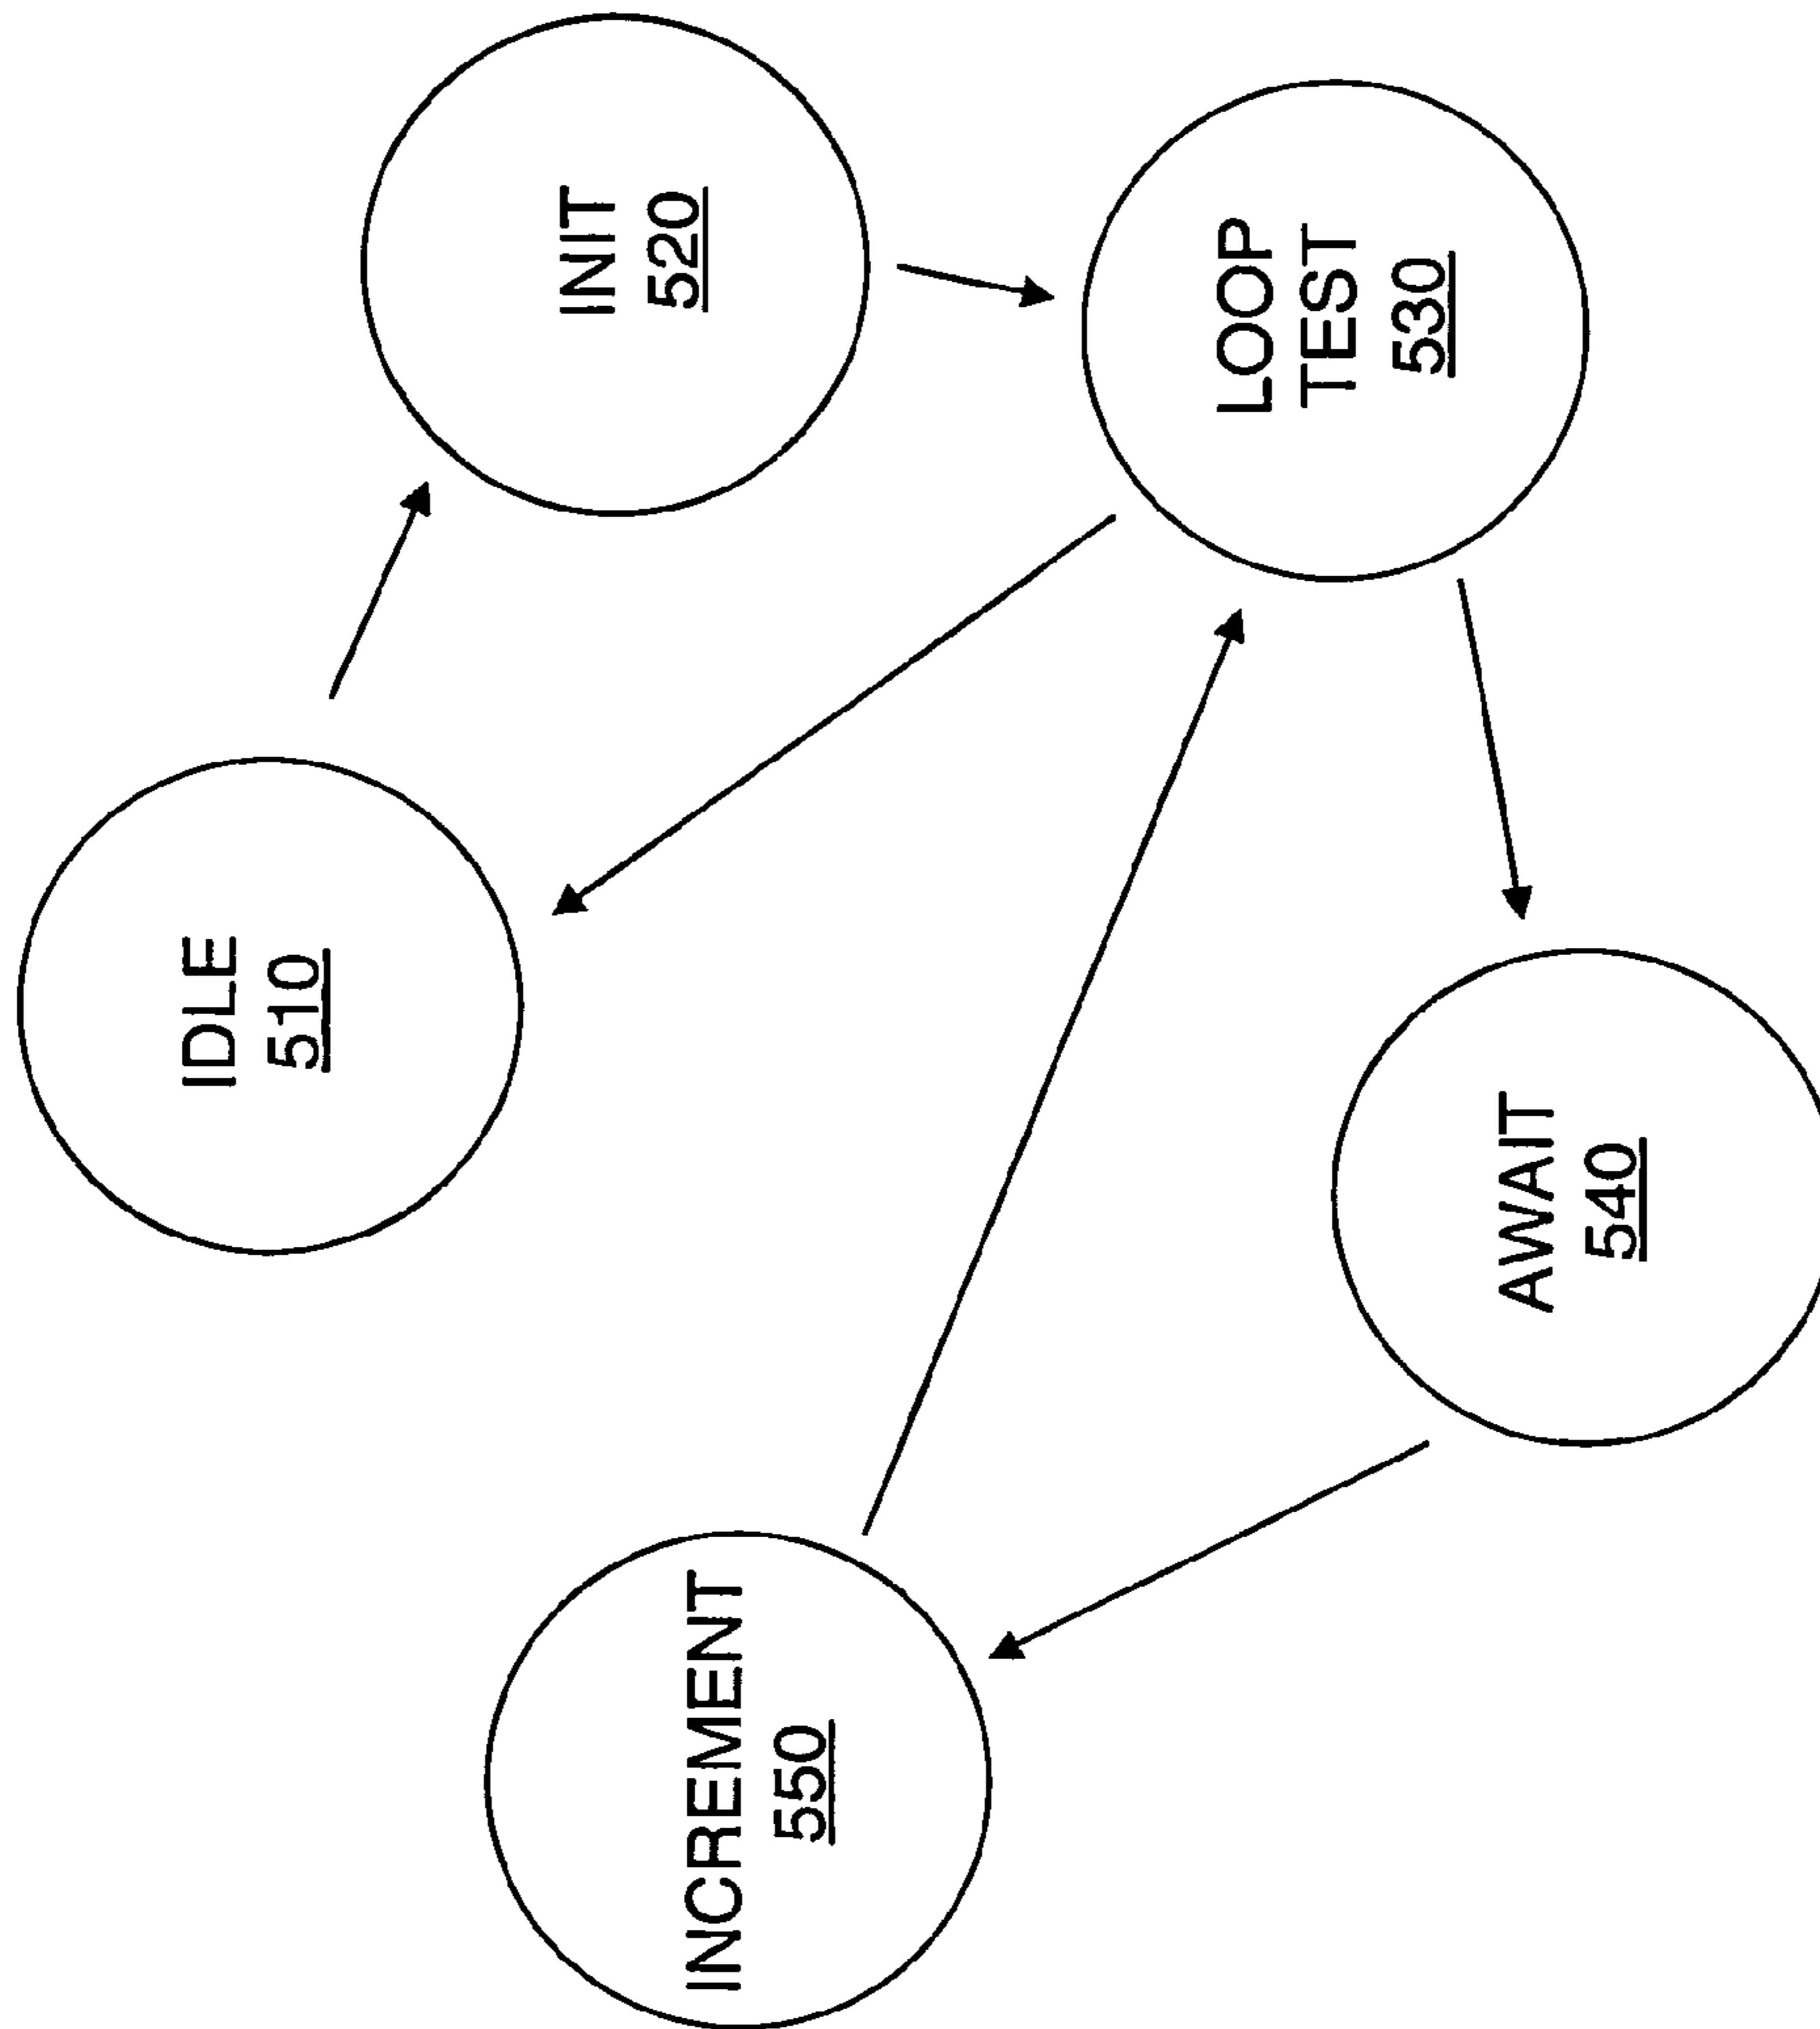 IDLE
510
INIT
520
LOOP
TEST
530
AWAIT
540
INCREMENT
550